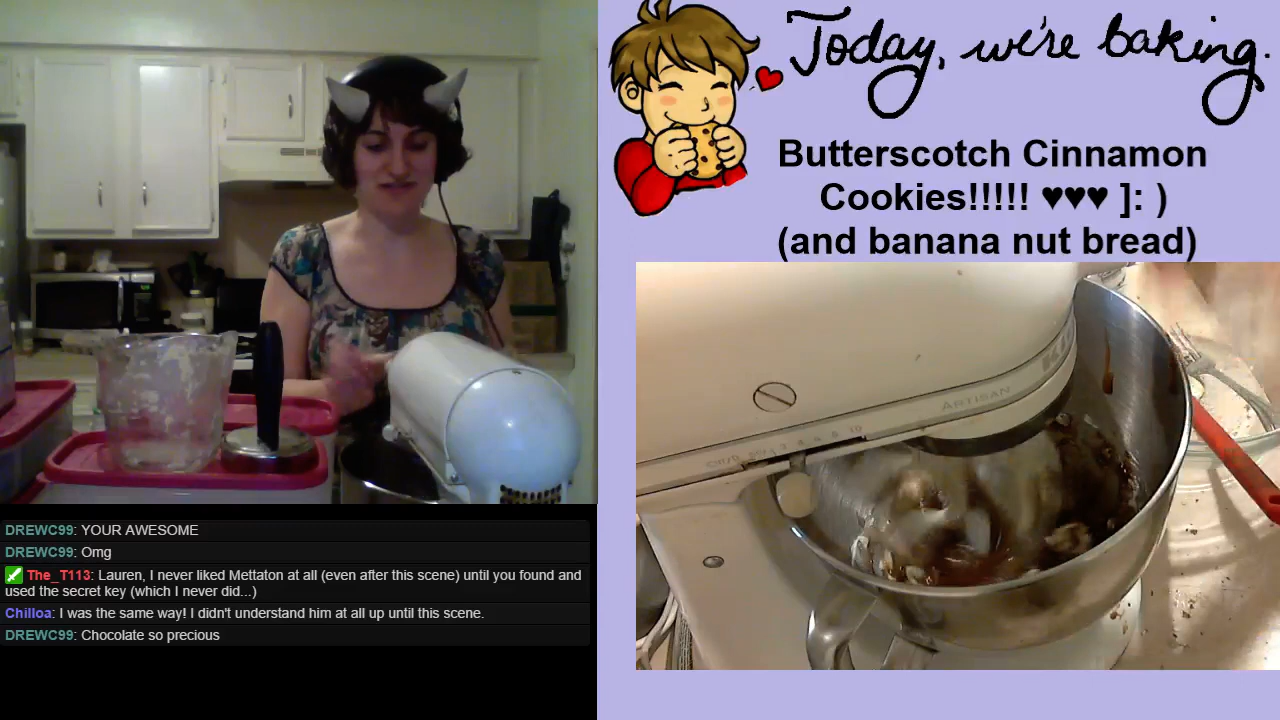 Today, we're baking.
Butterscotch Cinnamon
Cookies!!!!! ♥♥♥ ]: )
(and banana nut bread)
ARTISAN
DREWC99: YOUR AWESOME
DREWC99: Omg
The_T113: Lauren, I never liked Mettaton at all (even after this scene) until you found and
used the secret key (which I never did...)
Chilloa: I was the same way! I didn't understand him at all up until this scene.
DREWC99: Chocolate so precious